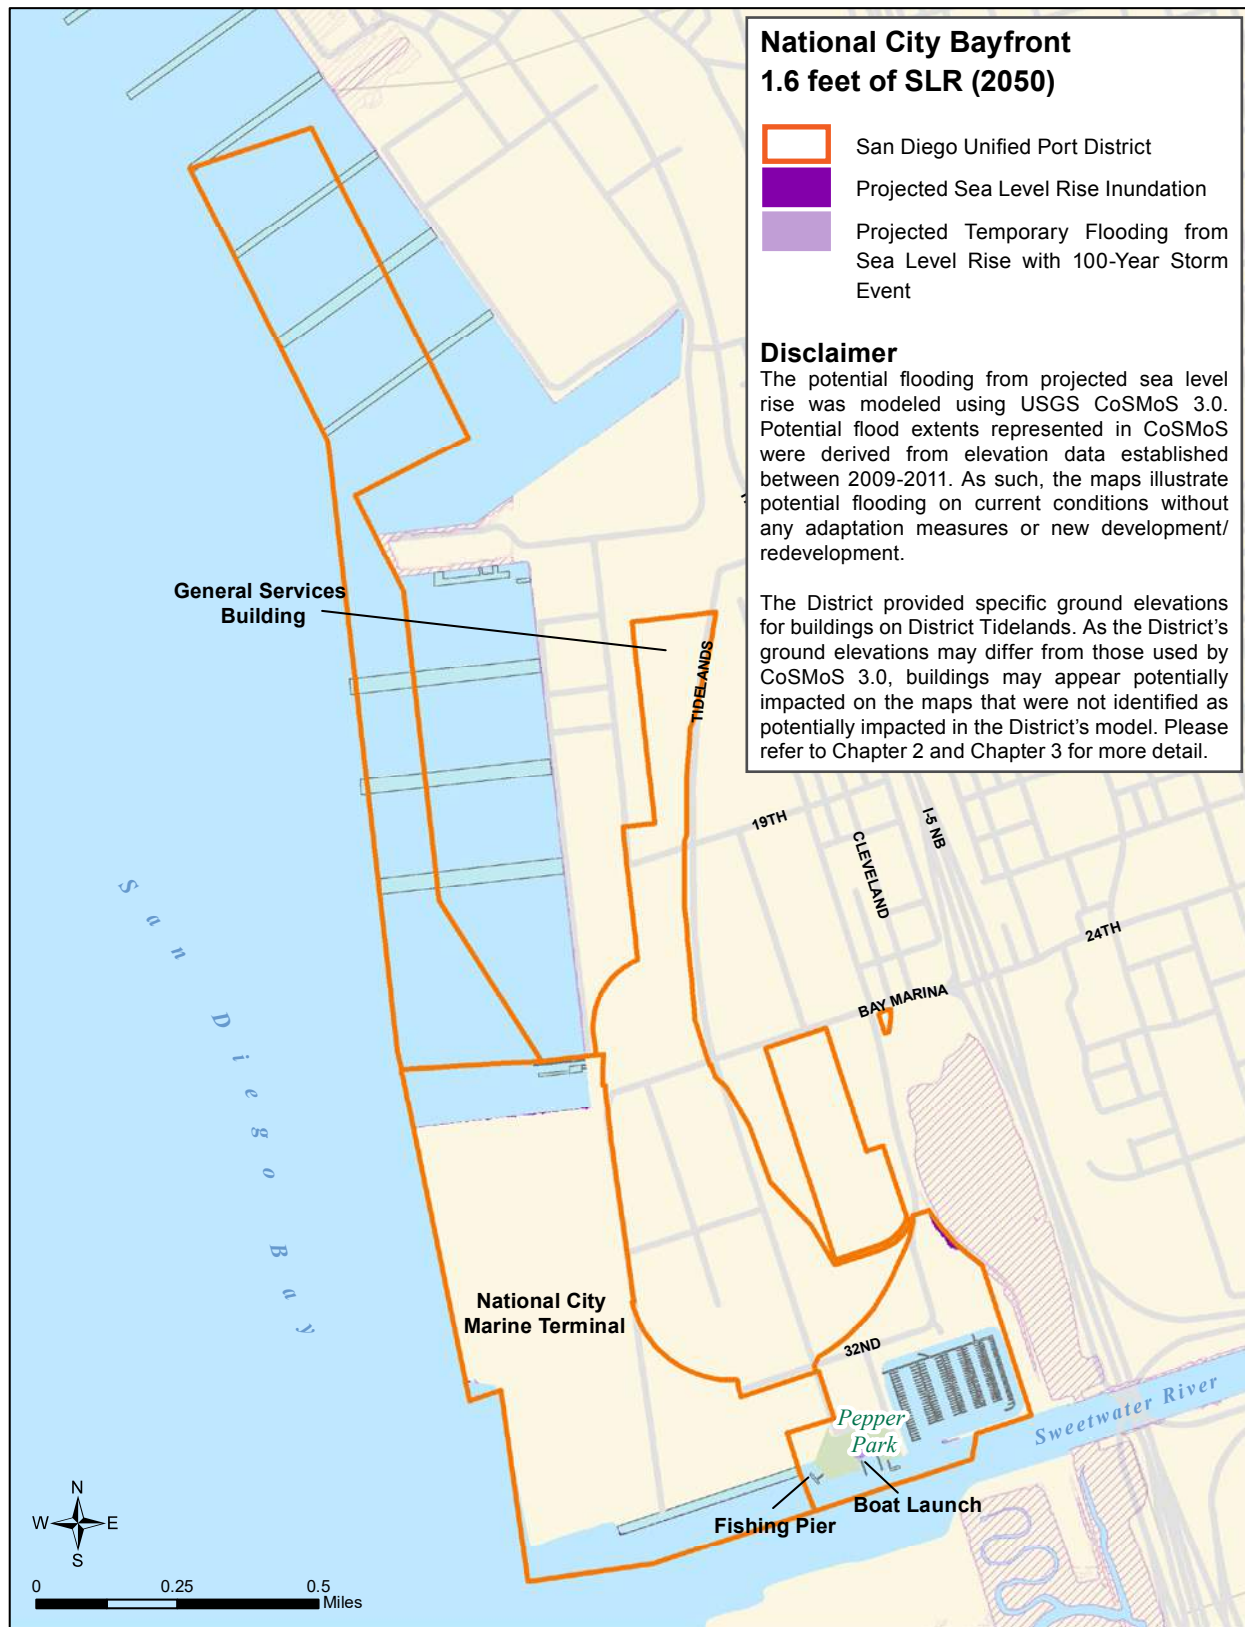 National City Bayfront
1.6 feet of SLR (2050)
San Diego Unified Port District
Projected Sea Level Rise Inundation
Projected Temporary Flooding from
Sea Level Rise with 100-Year Storm
Event
Disclaimer
The potential flooding from projected sea level
rise was modeled using USGS CoSMoS 3.0.
Potential flood extents represented in CoSMoS
were derived from elevation data established
between 2009-2011. As such, the maps illustrate
potential flooding on current conditions without
any adaptation measures or new development/
redevelopment.
The District provided specific ground elevations
for buildings on District Tidelands. As the District's
ground elevations may differ from those used by
CoSMoS 3.0, buildings may appear potentially
impacted on the maps that were not identified as
potentially impacted in the District's model. Please
refer to Chapter 2 and Chapter 3 for more detail.
General Services
Building
TIDELANDS
19TH
CLEVELAND
I-5 NB
24TH
BAY MARINA
San Diego Bay
National City
Marine Terminal
32ND
Pepper
Park
Sweetwater River
Boat Launch
Fishing Pier
N
W E
S
0 0.25 0.5
Miles